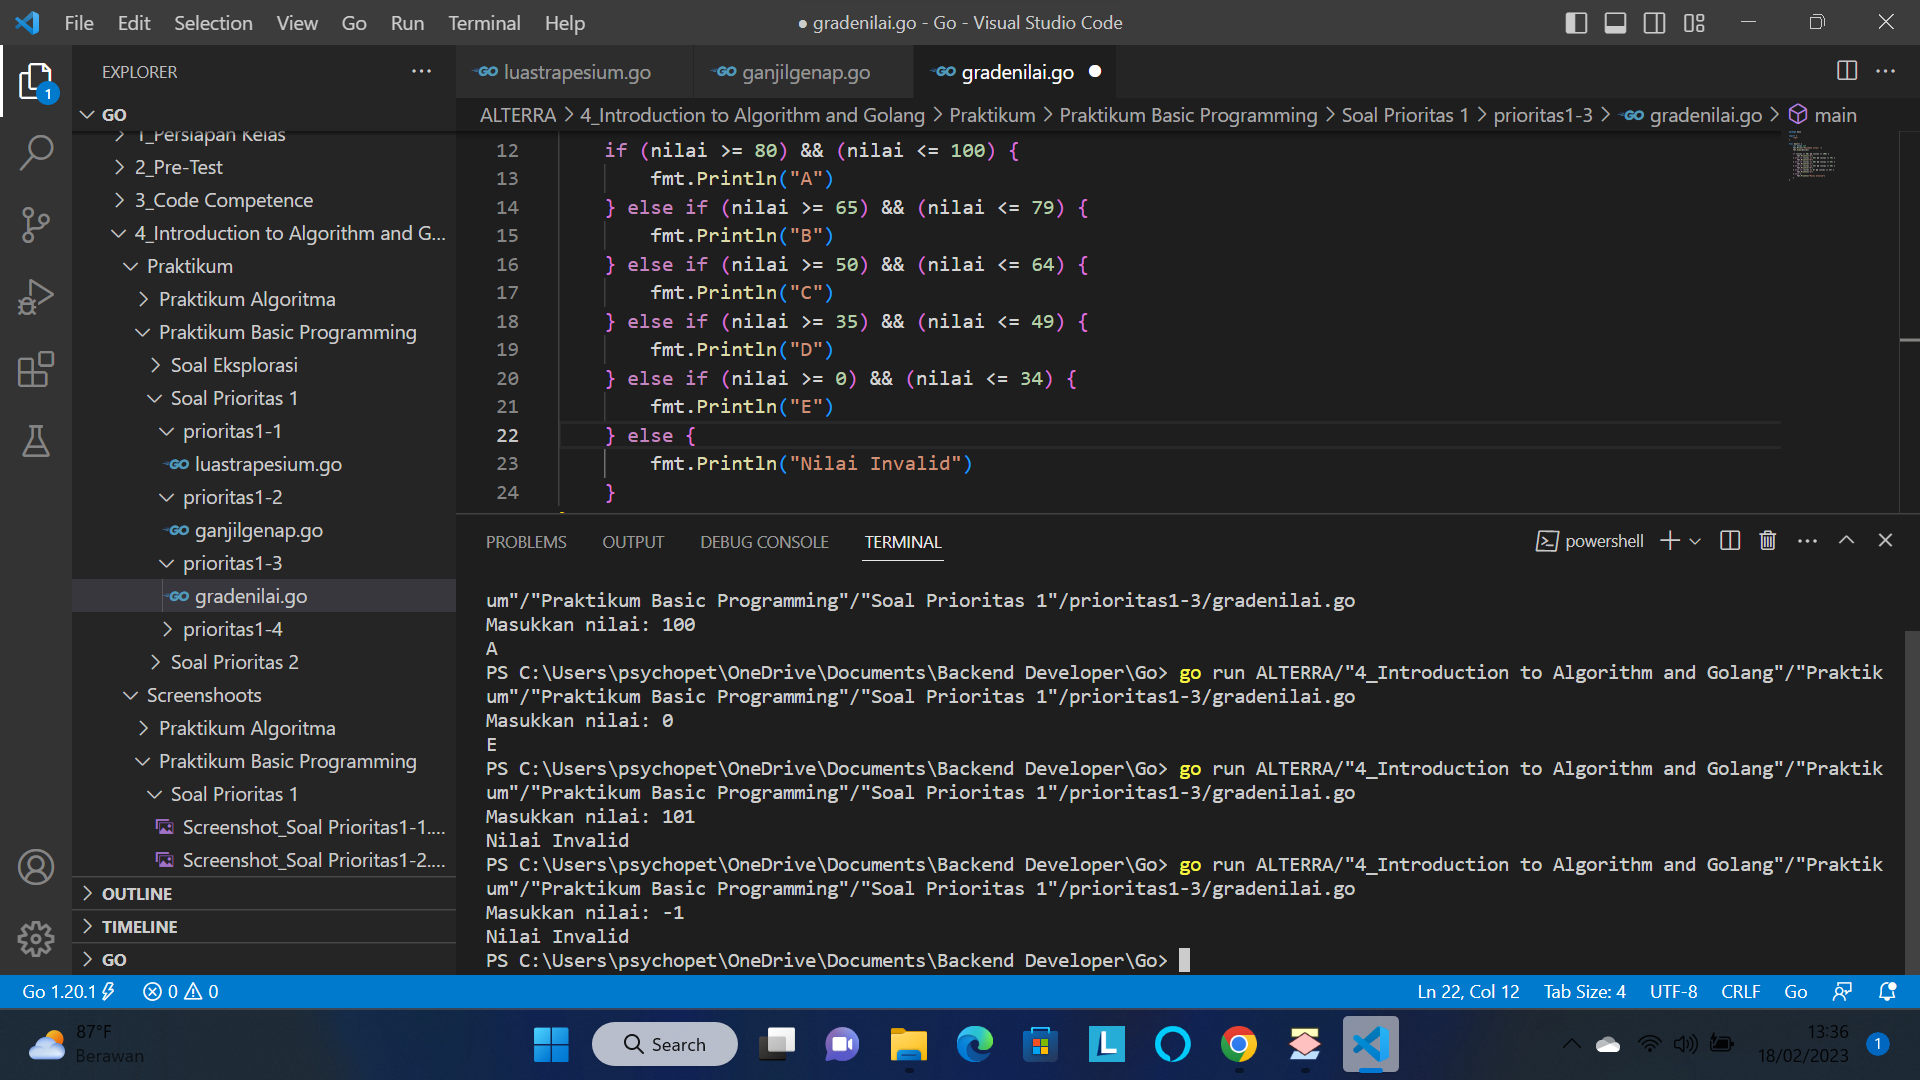 File Edit Selection View Go Run Terminal Help
● gradenilai.go - Go - Visual Studio Code
EXPLORER
luastrapesium.go
ganjilgenap.go
gradenilai.go
ALTERRA > 4_Introduction to Algorithm and Golang > Praktikum > Praktikum Basic Programming > Soal Prioritas 1 > prioritas1-3 > gradenilai.go > main
1
GO
1_Persiapan Kelas
2_Pre-Test
3_Code Competence
4_Introduction to Algorithm and G...
Praktikum
Praktikum Algoritma
Praktikum Basic Programming
Soal Eksplorasi
Soal Prioritas 1
prioritas1-1
luastrapesium.go
prioritas1-2
ganjilgenap.go
prioritas1-3
gradenilai.go
prioritas1-4
Soal Prioritas 2
Screenshoots
Praktikum Algoritma
Praktikum Basic Programming
Soal Prioritas 1
Screenshot_Soal Prioritas1-1....
Screenshot_Soal Prioritas1-2....
OUTLINE
TIMELINE
GO
12 if (nilai >= 80) && (nilai <= 100) {
13 fmt.Println("A")
14 } else if (nilai >= 65) && (nilai <= 79) {
15 fmt.Println("B")
16 } else if (nilai >= 50) && (nilai <= 64) {
17 fmt.Println("C")
18 } else if (nilai >= 35) && (nilai <= 49) {
19 fmt.Println("D")
20 } else if (nilai >= 0) && (nilai <= 34) {
21 fmt.Println("E")
22 } else {
23 fmt.Println("Nilai Invalid")
24 }
PROBLEMS OUTPUT DEBUG CONSOLE TERMINAL
powershell
um"/"Praktikum Basic Programming"/"Soal Prioritas 1"/prioritas1-3/gradenilai.go
Masukkan nilai: 100
A
PS C:\Users\psychopet\OneDrive\Documents\Backend Developer\Go> go run ALTERRA/"4_Introduction to Algorithm and Golang"/"Praktik
um"/"Praktikum Basic Programming"/"Soal Prioritas 1"/prioritas1-3/gradenilai.go
Masukkan nilai: 0
E
PS C:\Users\psychopet\OneDrive\Documents\Backend Developer\Go> go run ALTERRA/"4_Introduction to Algorithm and Golang"/"Praktik
um"/"Praktikum Basic Programming"/"Soal Prioritas 1"/prioritas1-3/gradenilai.go
Masukkan nilai: 101
Nilai Invalid
PS C:\Users\psychopet\OneDrive\Documents\Backend Developer\Go> go run ALTERRA/"4_Introduction to Algorithm and Golang"/"Praktik
um"/"Praktikum Basic Programming"/"Soal Prioritas 1"/prioritas1-3/gradenilai.go
Masukkan nilai: -1
Nilai Invalid
PS C:\Users\psychopet\OneDrive\Documents\Backend Developer\Go>
Go 1.20.1 0 0
Ln 22, Col 12 Tab Size: 4 UTF-8 CRLF Go
87°F
Berawan
Search
13:36
18/02/2023
1